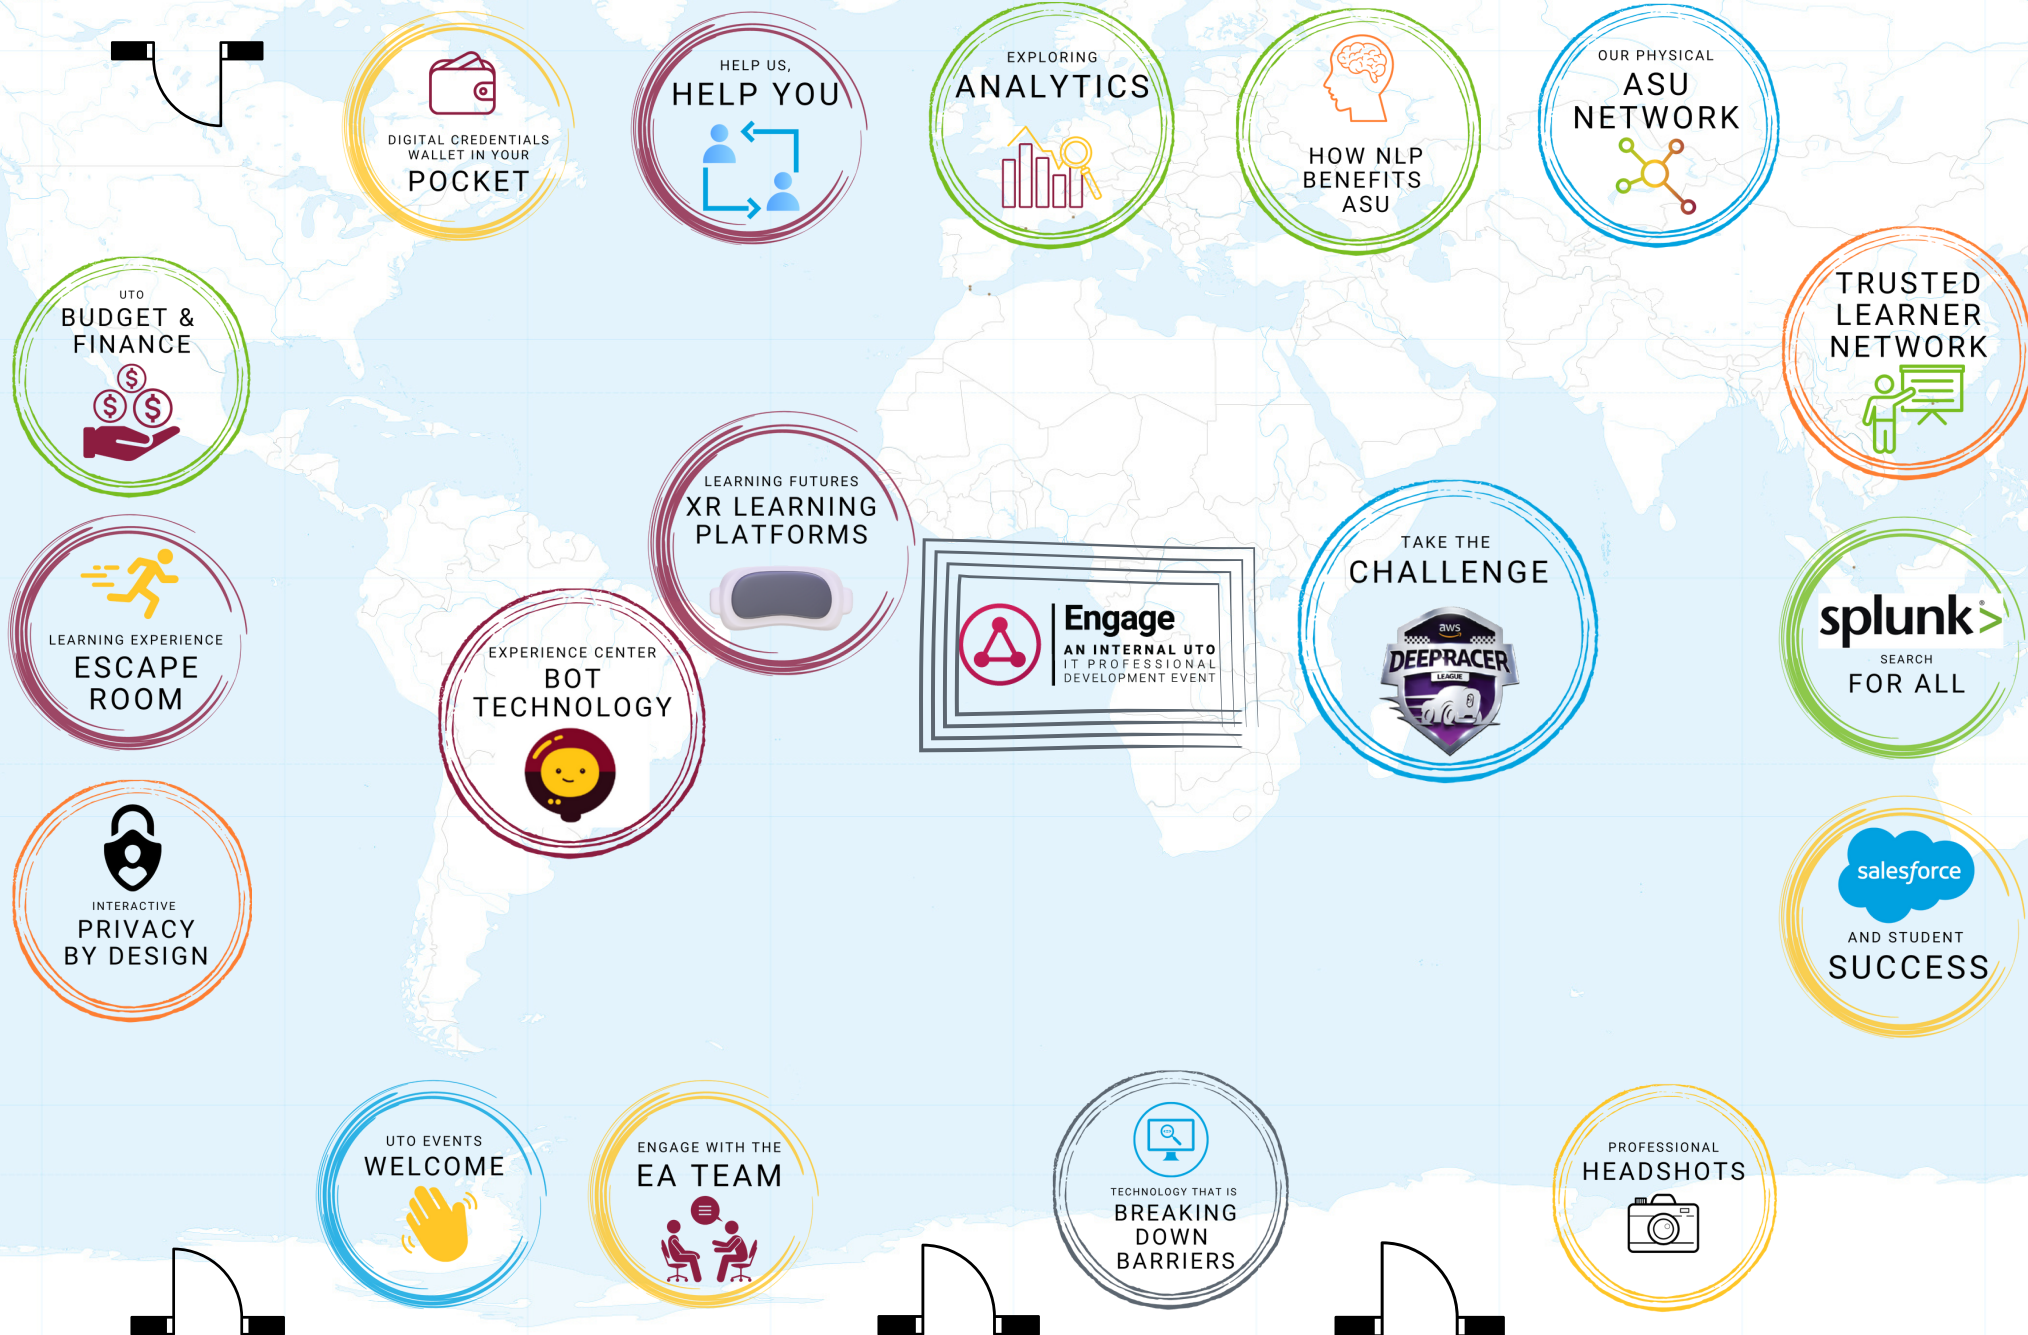 DIGITAL CREDENTIALS
WALLET IN YOUR
POCKET
HELP US,
HELP YOU
EXPLORING
ANALYTICS
HOW NLP
BENEFITS
ASU
OUR PHYSICAL
ASU
NETWORK
UTO
BUDGET &
FINANCE
$
$
$
TRUSTED
LEARNER
NETWORK
LEARNING FUTURES
XR LEARNING
PLATFORMS
LEARNING EXPERIENCE
ESCAPE
ROOM
EXPERIENCE CENTER
BOT
TECHNOLOGY
Engage
AN INTERNAL UTO
IT PROFESSIONAL
DEVELOPMENT EVENT
TAKE THE
CHALLENGE
aws
DEEPRACER
LEAGUE
splunk>
SEARCH
FOR ALL
INTERACTIVE
PRIVACY
BY DESIGN
salesforce
AND STUDENT
SUCCESS
UTO EVENTS
WELCOME
ENGAGE WITH THE
EA TEAM
TECHNOLOGY THAT IS
BREAKING
DOWN
BARRIERS
PROFESSIONAL
HEADSHOTS